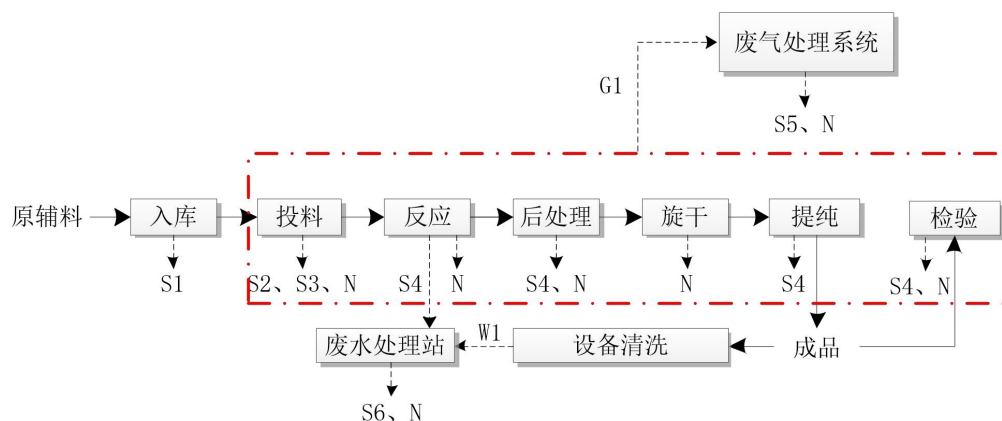 废气处理系统
G1
S5、N
原辅料
入库
投料
反应
后处理
旋干
提纯
检验
S1
S2、S3、N
S4
N
S4、N
N
S4
S4、N
废水处理站
W1
设备清洗
成品
S6、N